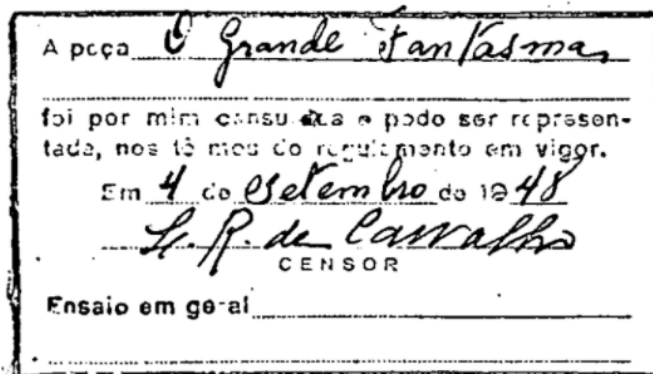 A peça O Grande Fantasma
foi por mim censurada e pode ser represen-
tada, nos têrmos do regulamento em vigor.
Em 4 de Setembro de 1948
de Carvalho
CENSOR
Ensaio em geral